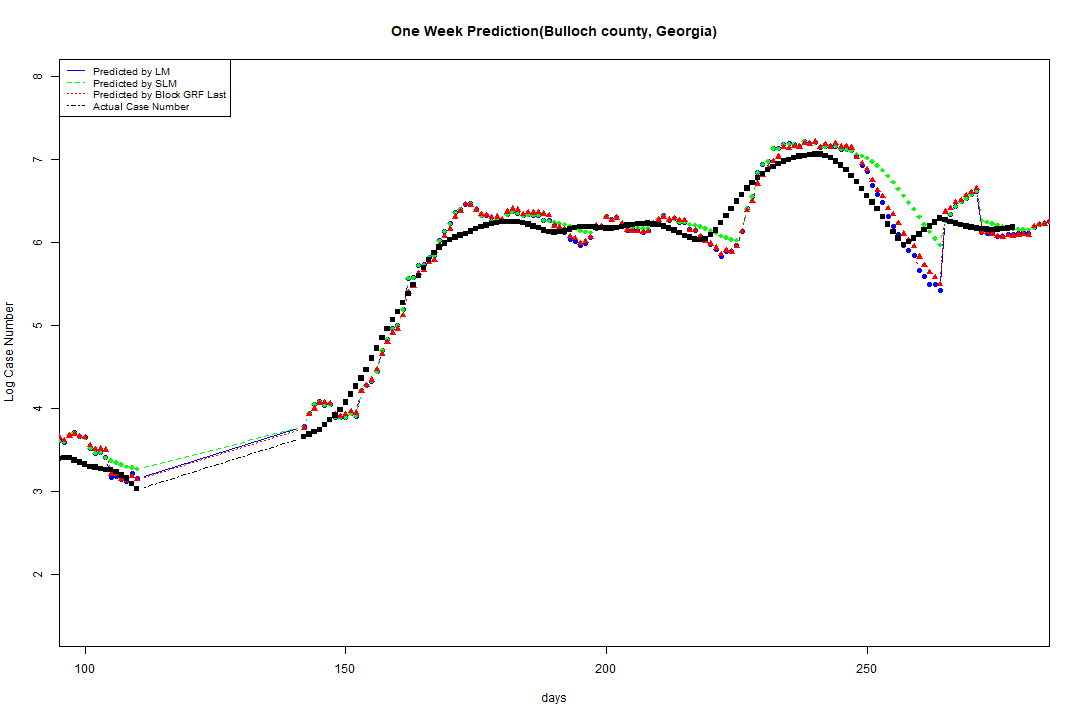 One Week Prediction(Bulloch county, Georgia)
Predicted by LM
Predicted by SLM
Predicted by Block GRF Last
Actual Case Number
8
7
6
5
4
3
2
Log Case Number
100 150 200 250
days